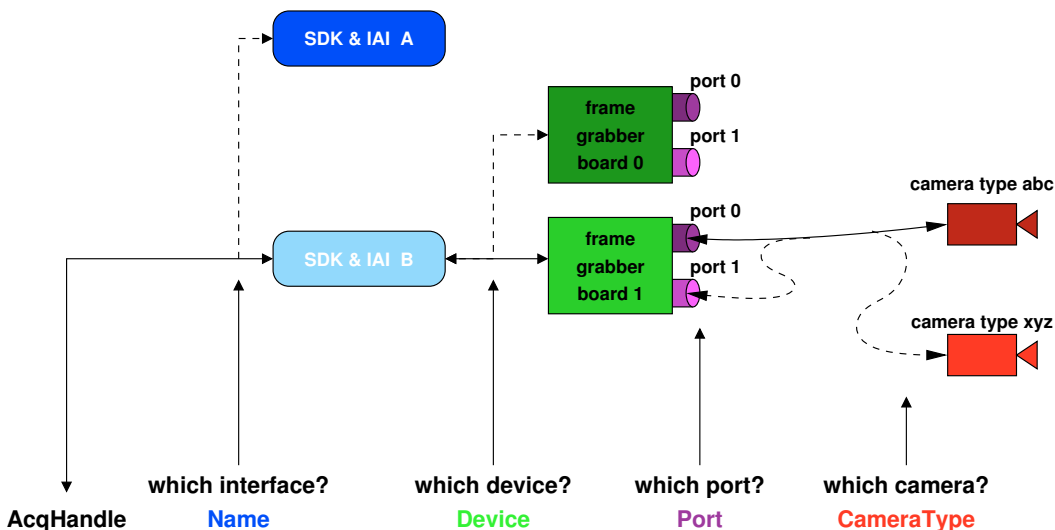 SDK & IAI A
port 0
frame
grabber
board 0
port 1
camera type abc
port 0
SDK & IAI B
frame
grabber
board 1
port 1
camera type xyz
which interface?
which device?
which port?
which camera?
AcqHandle
Name
Device
Port
CameraType